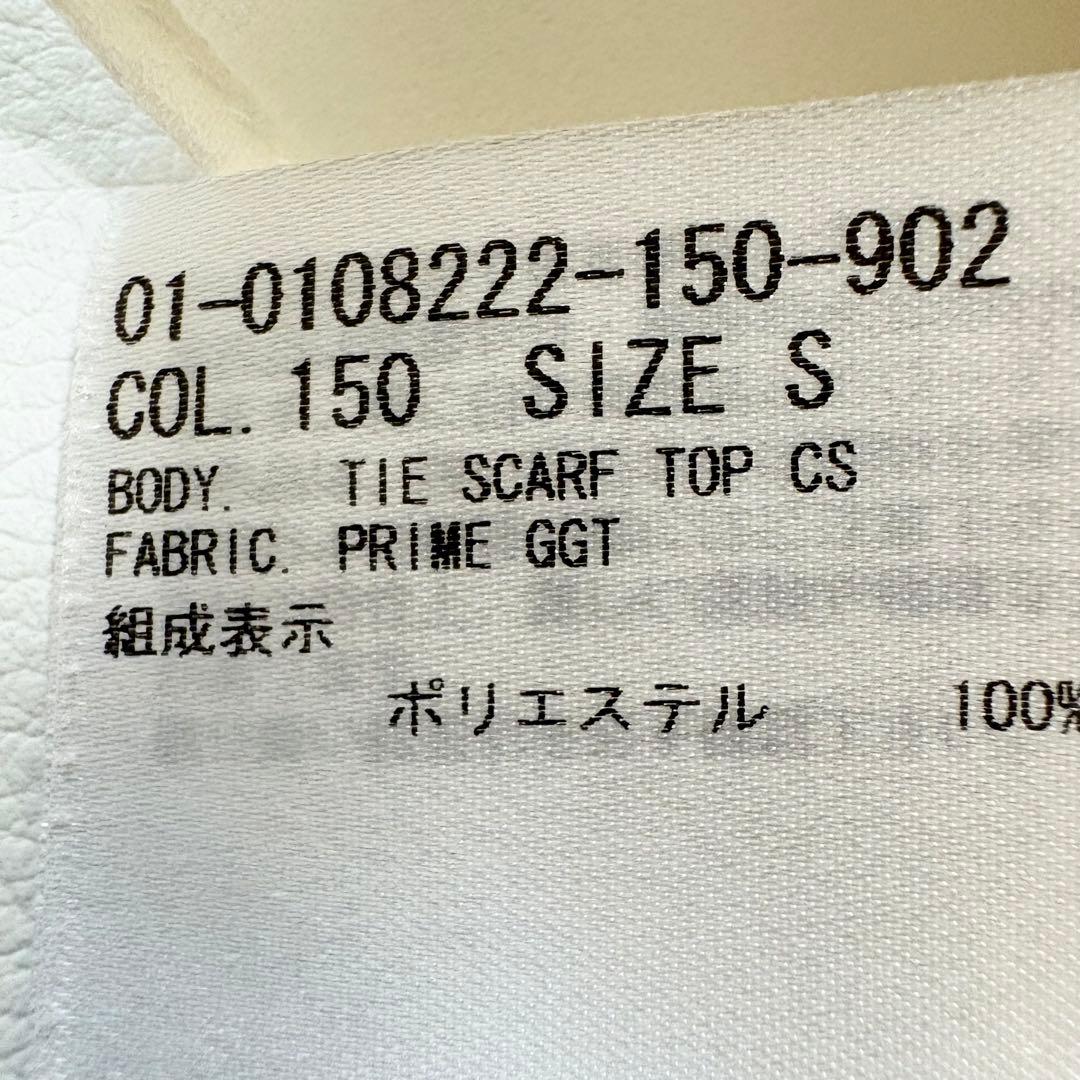 01-0108222-150-902
COL. 150 SIZE S
BODY. TIE SCARF TOP CS
FABRIC. PRIME GGT
組成表示
ポリエステル 100%